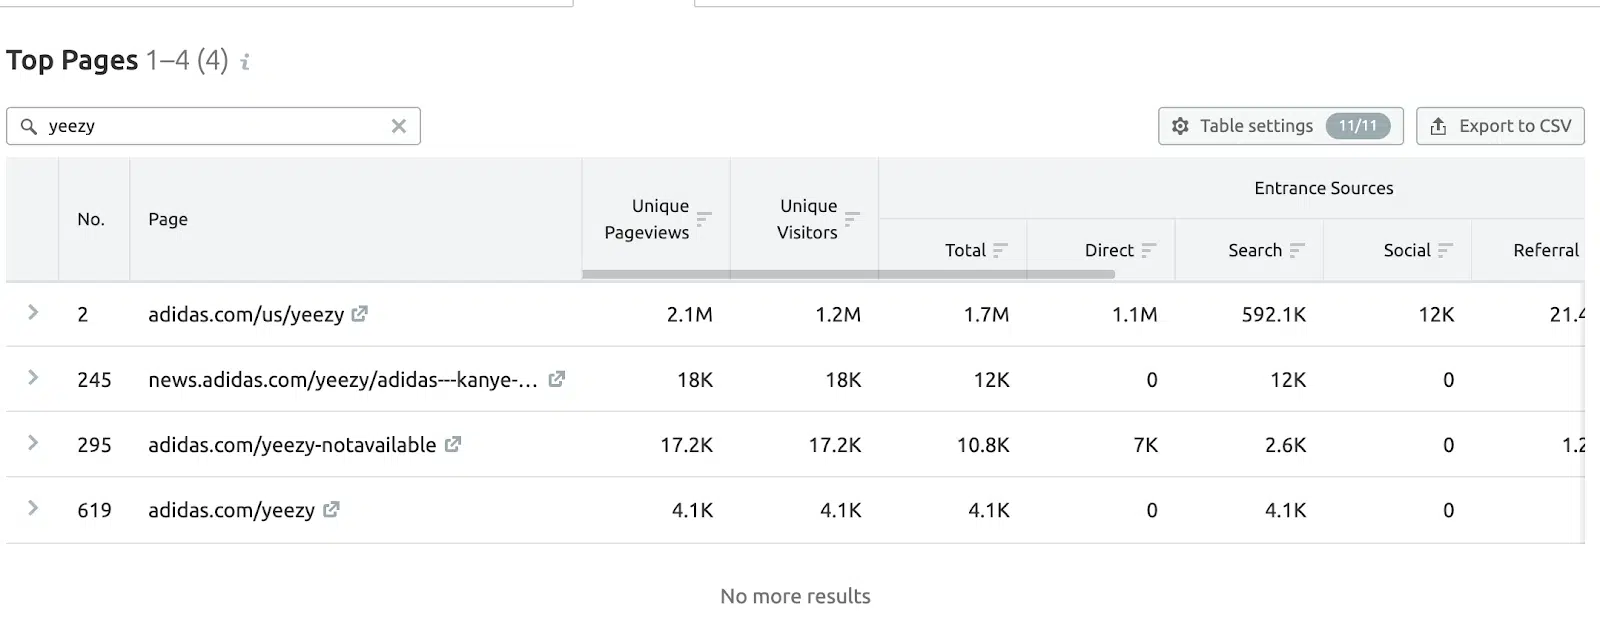 Top Pages 1–4 (4) i
yeezy
Table settings 11/11 Export to CSV
Entrance Sources
No. Page Unique Pageviews Unique Visitors Total Direct Search Social Referral
2 adidas.com/us/yeezy 2.1M 1.2M 1.7M 1.1M 592.1K 12K 21.4
245 news.adidas.com/yeezy/adidas---kanye-... 18K 18K 12K 0 12K 0
295 adidas.com/yeezy-notavailable 17.2K 17.2K 10.8K 7K 2.6K 0 1.2
619 adidas.com/yeezy 4.1K 4.1K 4.1K 0 4.1K 0
No more results